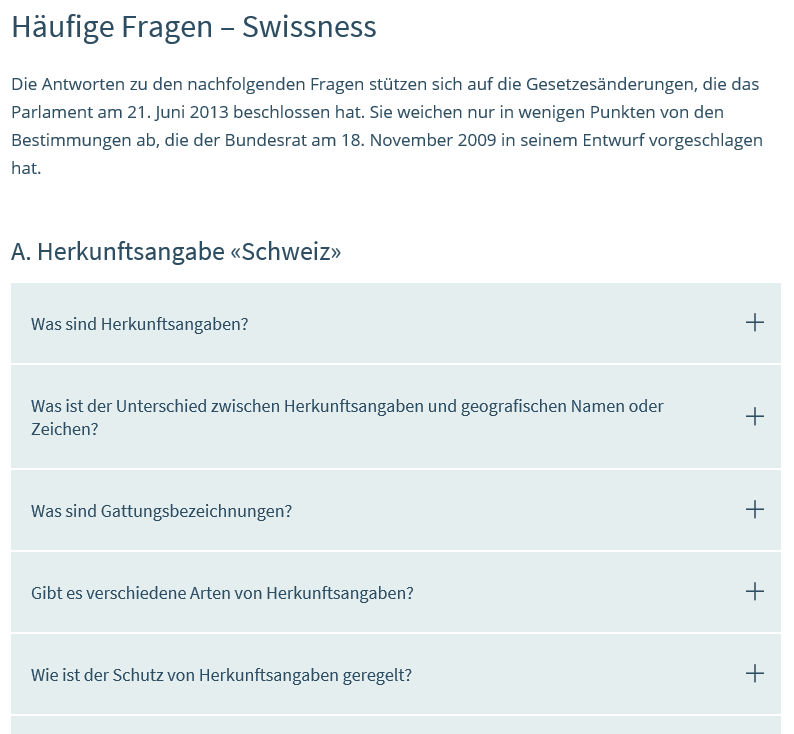 Häufige Fragen – Swissness
Die Antworten zu den nachfolgenden Fragen stützen sich auf die Gesetzesänderungen, die das
Parlament am 21. Juni 2013 beschlossen hat. Sie weichen nur in wenigen Punkten von den
Bestimmungen ab, die der Bundesrat am 18. November 2009 in seinem Entwurf vorgeschlagen
hat.
A. Herkunftsangabe «Schweiz»
Was sind Herkunftsangaben?
Was ist der Unterschied zwischen Herkunftsangaben und geografischen Namen oder
Zeichen?
Was sind Gattungsbezeichnungen?
Gibt es verschiedene Arten von Herkunftsangaben?
Wie ist der Schutz von Herkunftsangaben geregelt?